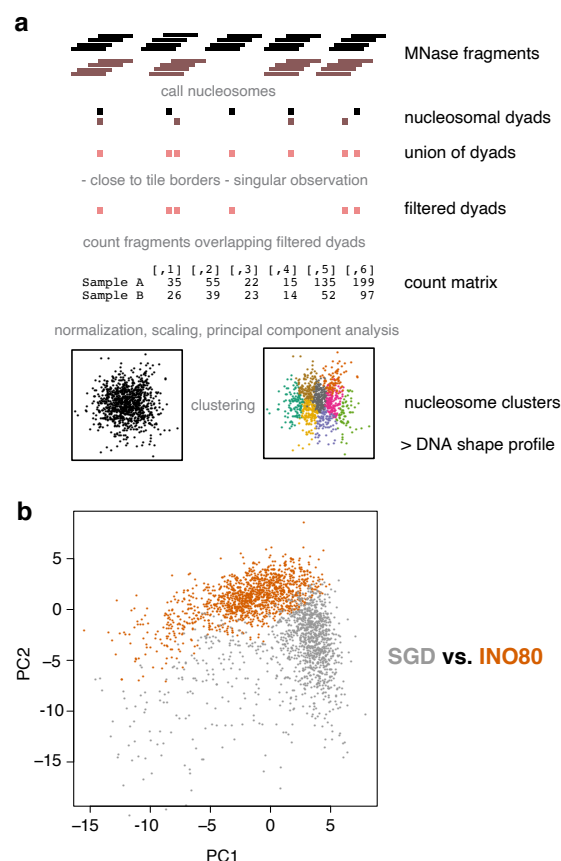 a
MNase fragments
call nucleosomes
nucleosomal dyads
union of dyads
- close to tile borders - singular observation
filtered dyads
count fragments overlapping filtered dyads
[,1] [,2] [,3] [,4] [,5] [,6]
Sample A 35 55 22 15 135 199
Sample B 26 39 23 14 52 97
count matrix
normalization, scaling, principal component analysis
clustering
nucleosome clusters
> DNA shape profile
b
5
0
−5
−10
−15
PC2
−15 -10 −5 0 5
PC1
SGD vs. INO80